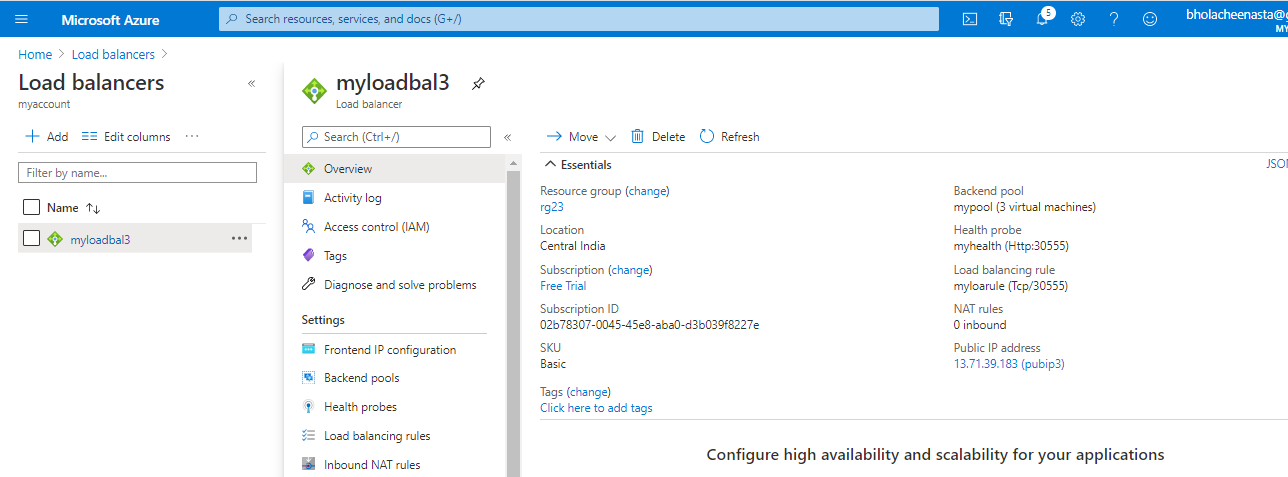 Microsoft Azure
Search resources, services, and docs (G+/)
5
bholacheenasta@
MY
Home > Load balancers >
Load balancers
myaccount
Add
Edit columns
...
Filter by name...
Name
myloadbal3
...
myloadbal3
Load balancer
Search (Ctrl+/)
Overview
Activity log
Access control (IAM)
Tags
Diagnose and solve problems
Settings
Frontend IP configuration
Backend pools
Health probes
Load balancing rules
Inbound NAT rules
Move
Delete
Refresh
Essentials
JSON
Resource group (change)
rg23
Location
Central India
Subscription (change)
Free Trial
Subscription ID
02b78307-0045-45e8-aba0-d3b039f8227e
SKU
Basic
Tags (change)
Click here to add tags
Backend pool
mypool (3 virtual machines)
Health probe
myhealth (Http:30555)
Load balancing rule
myloarule (Tcp/30555)
NAT rules
0 inbound
Public IP address
13.71.39.183 (pubip3)
Configure high availability and scalability for your applications